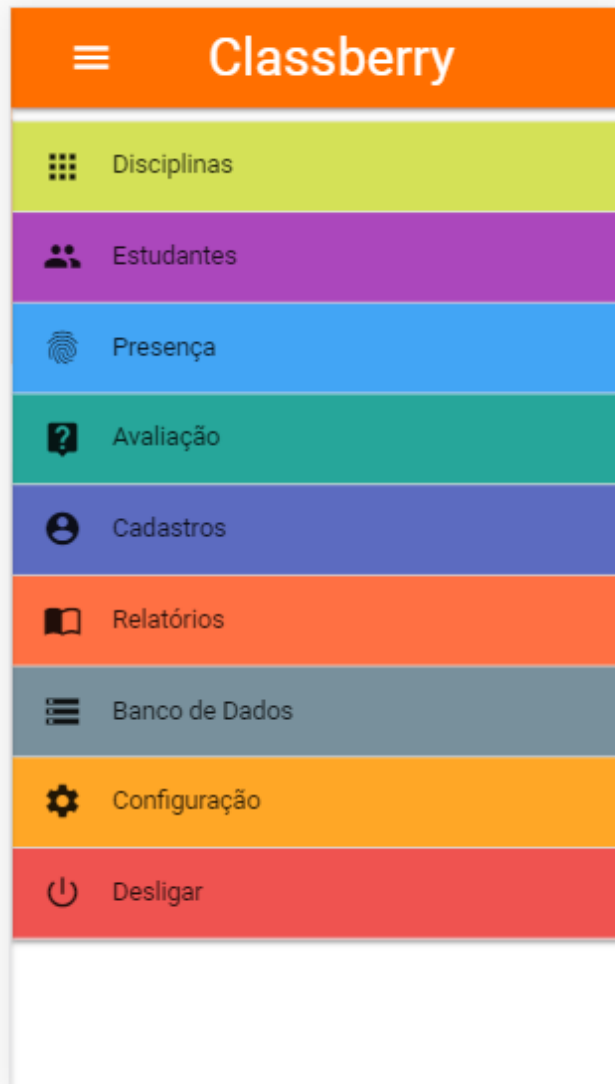 Classberry
Disciplinas
Estudantes
Presença
Avaliação
Cadastros
Relatórios
Banco de Dados
Configuração
Desligar